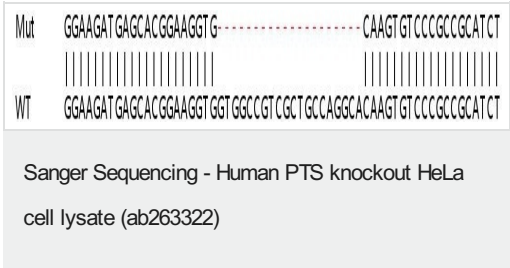 Mut GGAAGATGAGCACGGAAGGTG--------------------CAAGTGTCCCGCCGCATCT
WT GGAAGATGAGCACGGAAGGTGGTGGCCGTCGCTGCCAGGCACAAGTGTCCCGCCGCATCT
Sanger Sequencing - Human PTS knockout HeLa
cell lysate (ab263322)